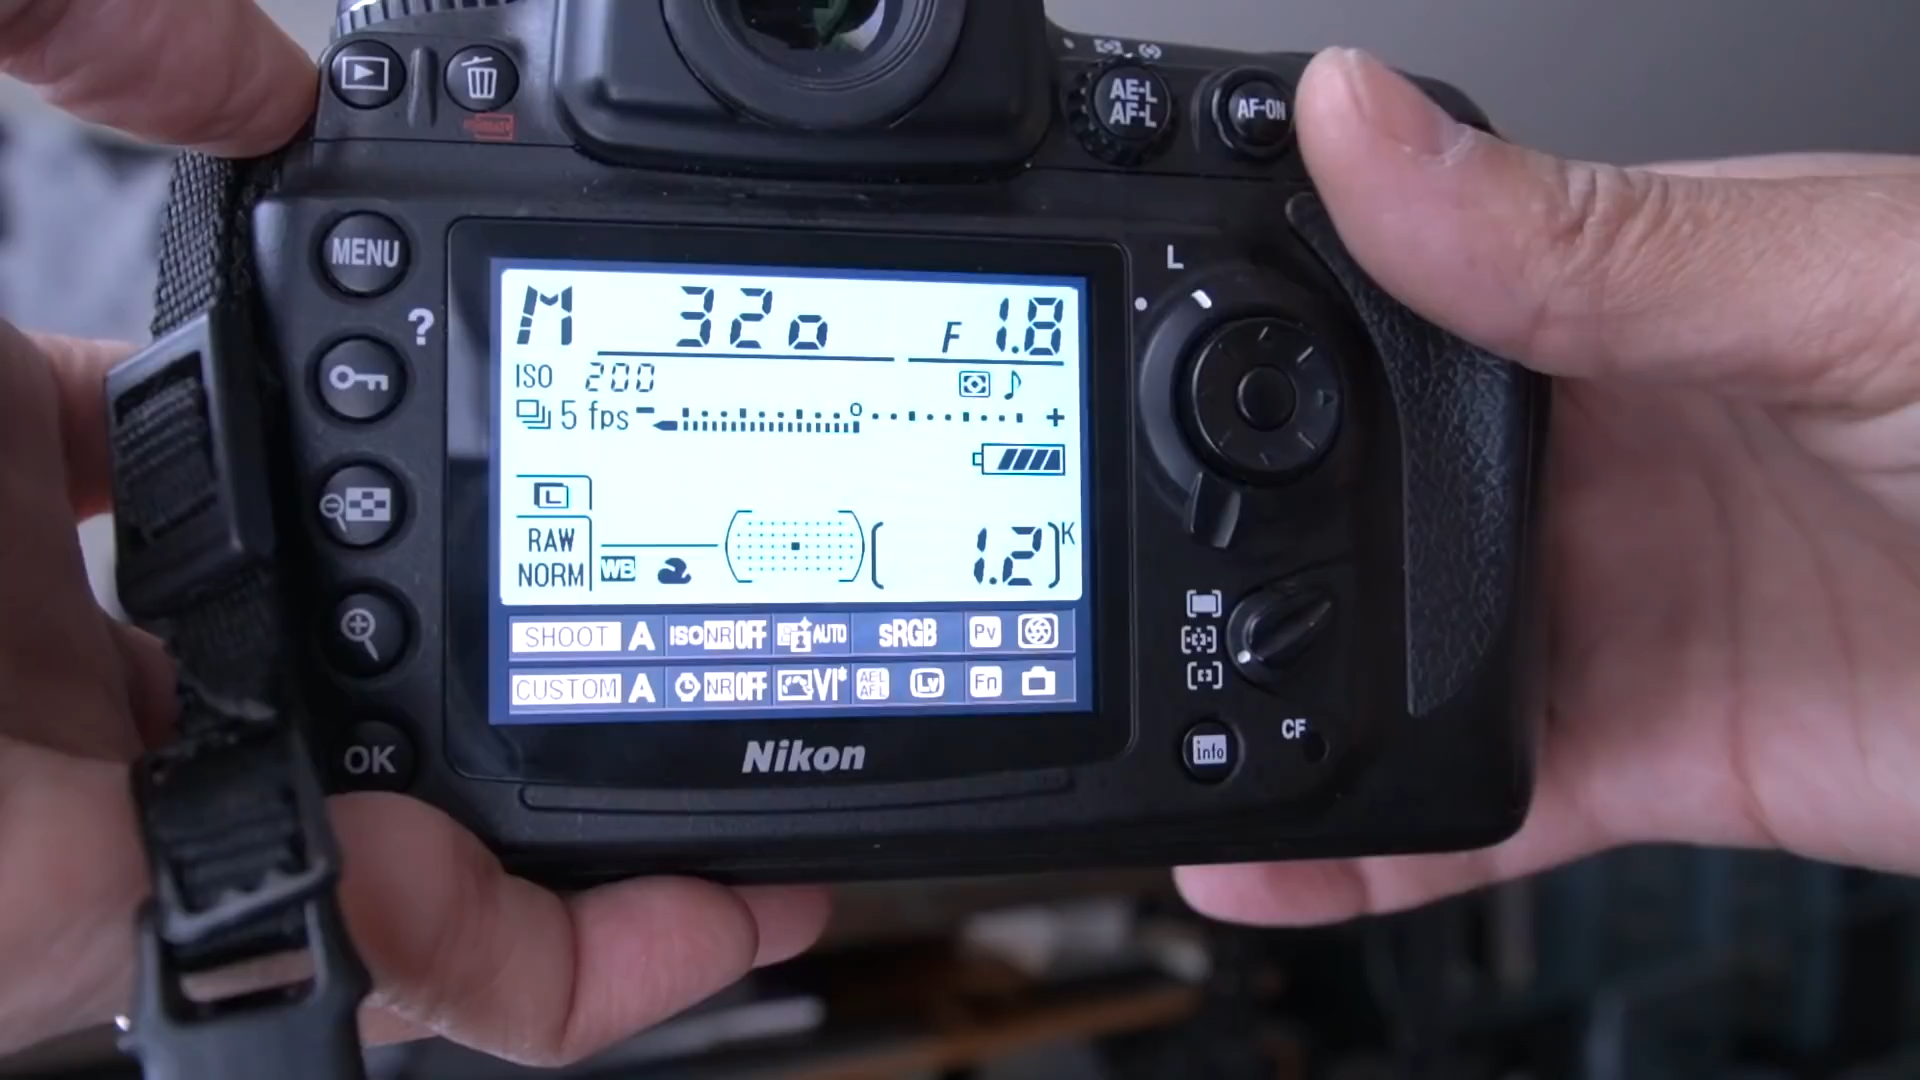 AE-L
AF-L
AF-ON
MENU
?
L
M 320 F 1.8
ISO 200
5 fps - o +
L
RAW
NORM
WB
[ 1.2 ] K
SHOOT A ISO NR OFF AUTO sRGB Pv
CUSTOM A NR OFF VI* AE-L AF-L Lv Fn
OK
Nikon
info
CF